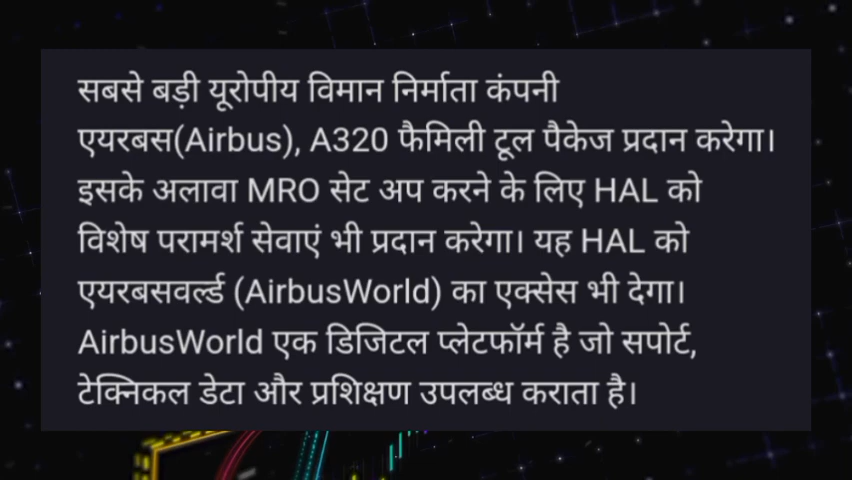 सबसे बड़ी यूरोपीय विमान निर्माता कंपनी
एयरबस(Airbus), A320 फैमिली टूल पैकेज प्रदान करेगा।
इसके अलावा MRO सेट अप करने के लिए HAL को
विशेष परामर्श सेवाएं भी प्रदान करेगा। यह HAL को
एयरबसवर्ल्ड (AirbusWorld) का एक्सेस भी देगा।
AirbusWorld एक डिजिटल प्लेटफॉर्म है जो सपोर्ट,
टेक्निकल डेटा और प्रशिक्षण उपलब्ध कराता है।